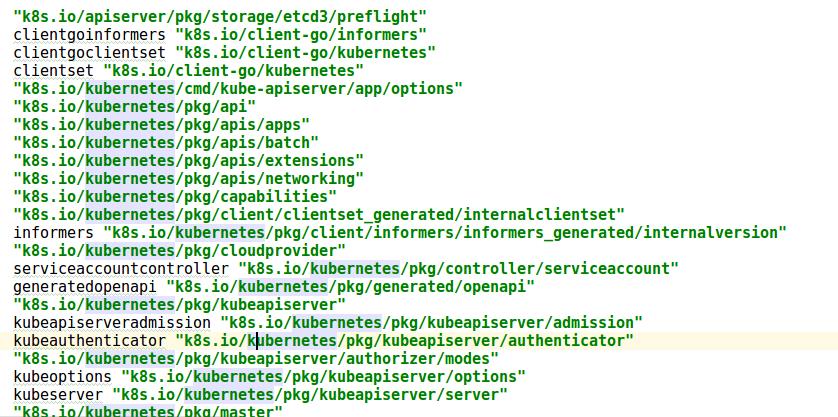 "k8s.io/apiserver/pkg/storage/etcd3/preflight"
clientgoinformers "k8s.io/client-go/informers"
clientgoclientset "k8s.io/client-go/kubernetes"
clientset "k8s.io/client-go/kubernetes"
"k8s.io/kubernetes/cmd/kube-apiserver/app/options"
"k8s.io/kubernetes/pkg/api"
"k8s.io/kubernetes/pkg/apis/apps"
"k8s.io/kubernetes/pkg/apis/batch"
"k8s.io/kubernetes/pkg/apis/extensions"
"k8s.io/kubernetes/pkg/apis/networking"
"k8s.io/kubernetes/pkg/capabilities"
"k8s.io/kubernetes/pkg/client/clientset_generated/internalclientset"
informers "k8s.io/kubernetes/pkg/client/informers/informers_generated/internalversion"
"k8s.io/kubernetes/pkg/cloudprovider"
serviceaccountcontroller "k8s.io/kubernetes/pkg/controller/serviceaccount"
generatedopenapi "k8s.io/kubernetes/pkg/generated/openapi"
"k8s.io/kubernetes/pkg/kubeapiserver"
kubeapiserveradmission "k8s.io/kubernetes/pkg/kubeapiserver/admission"
kubeauthenticator "k8s.io/kubernetes/pkg/kubeapiserver/authenticator"
"k8s.io/kubernetes/pkg/kubeapiserver/authorizer/modes"
kubeoptions "k8s.io/kubernetes/pkg/kubeapiserver/options"
kubeserver "k8s.io/kubernetes/pkg/kubeapiserver/server"
"k8s.io/kubernetes/pkg/master"